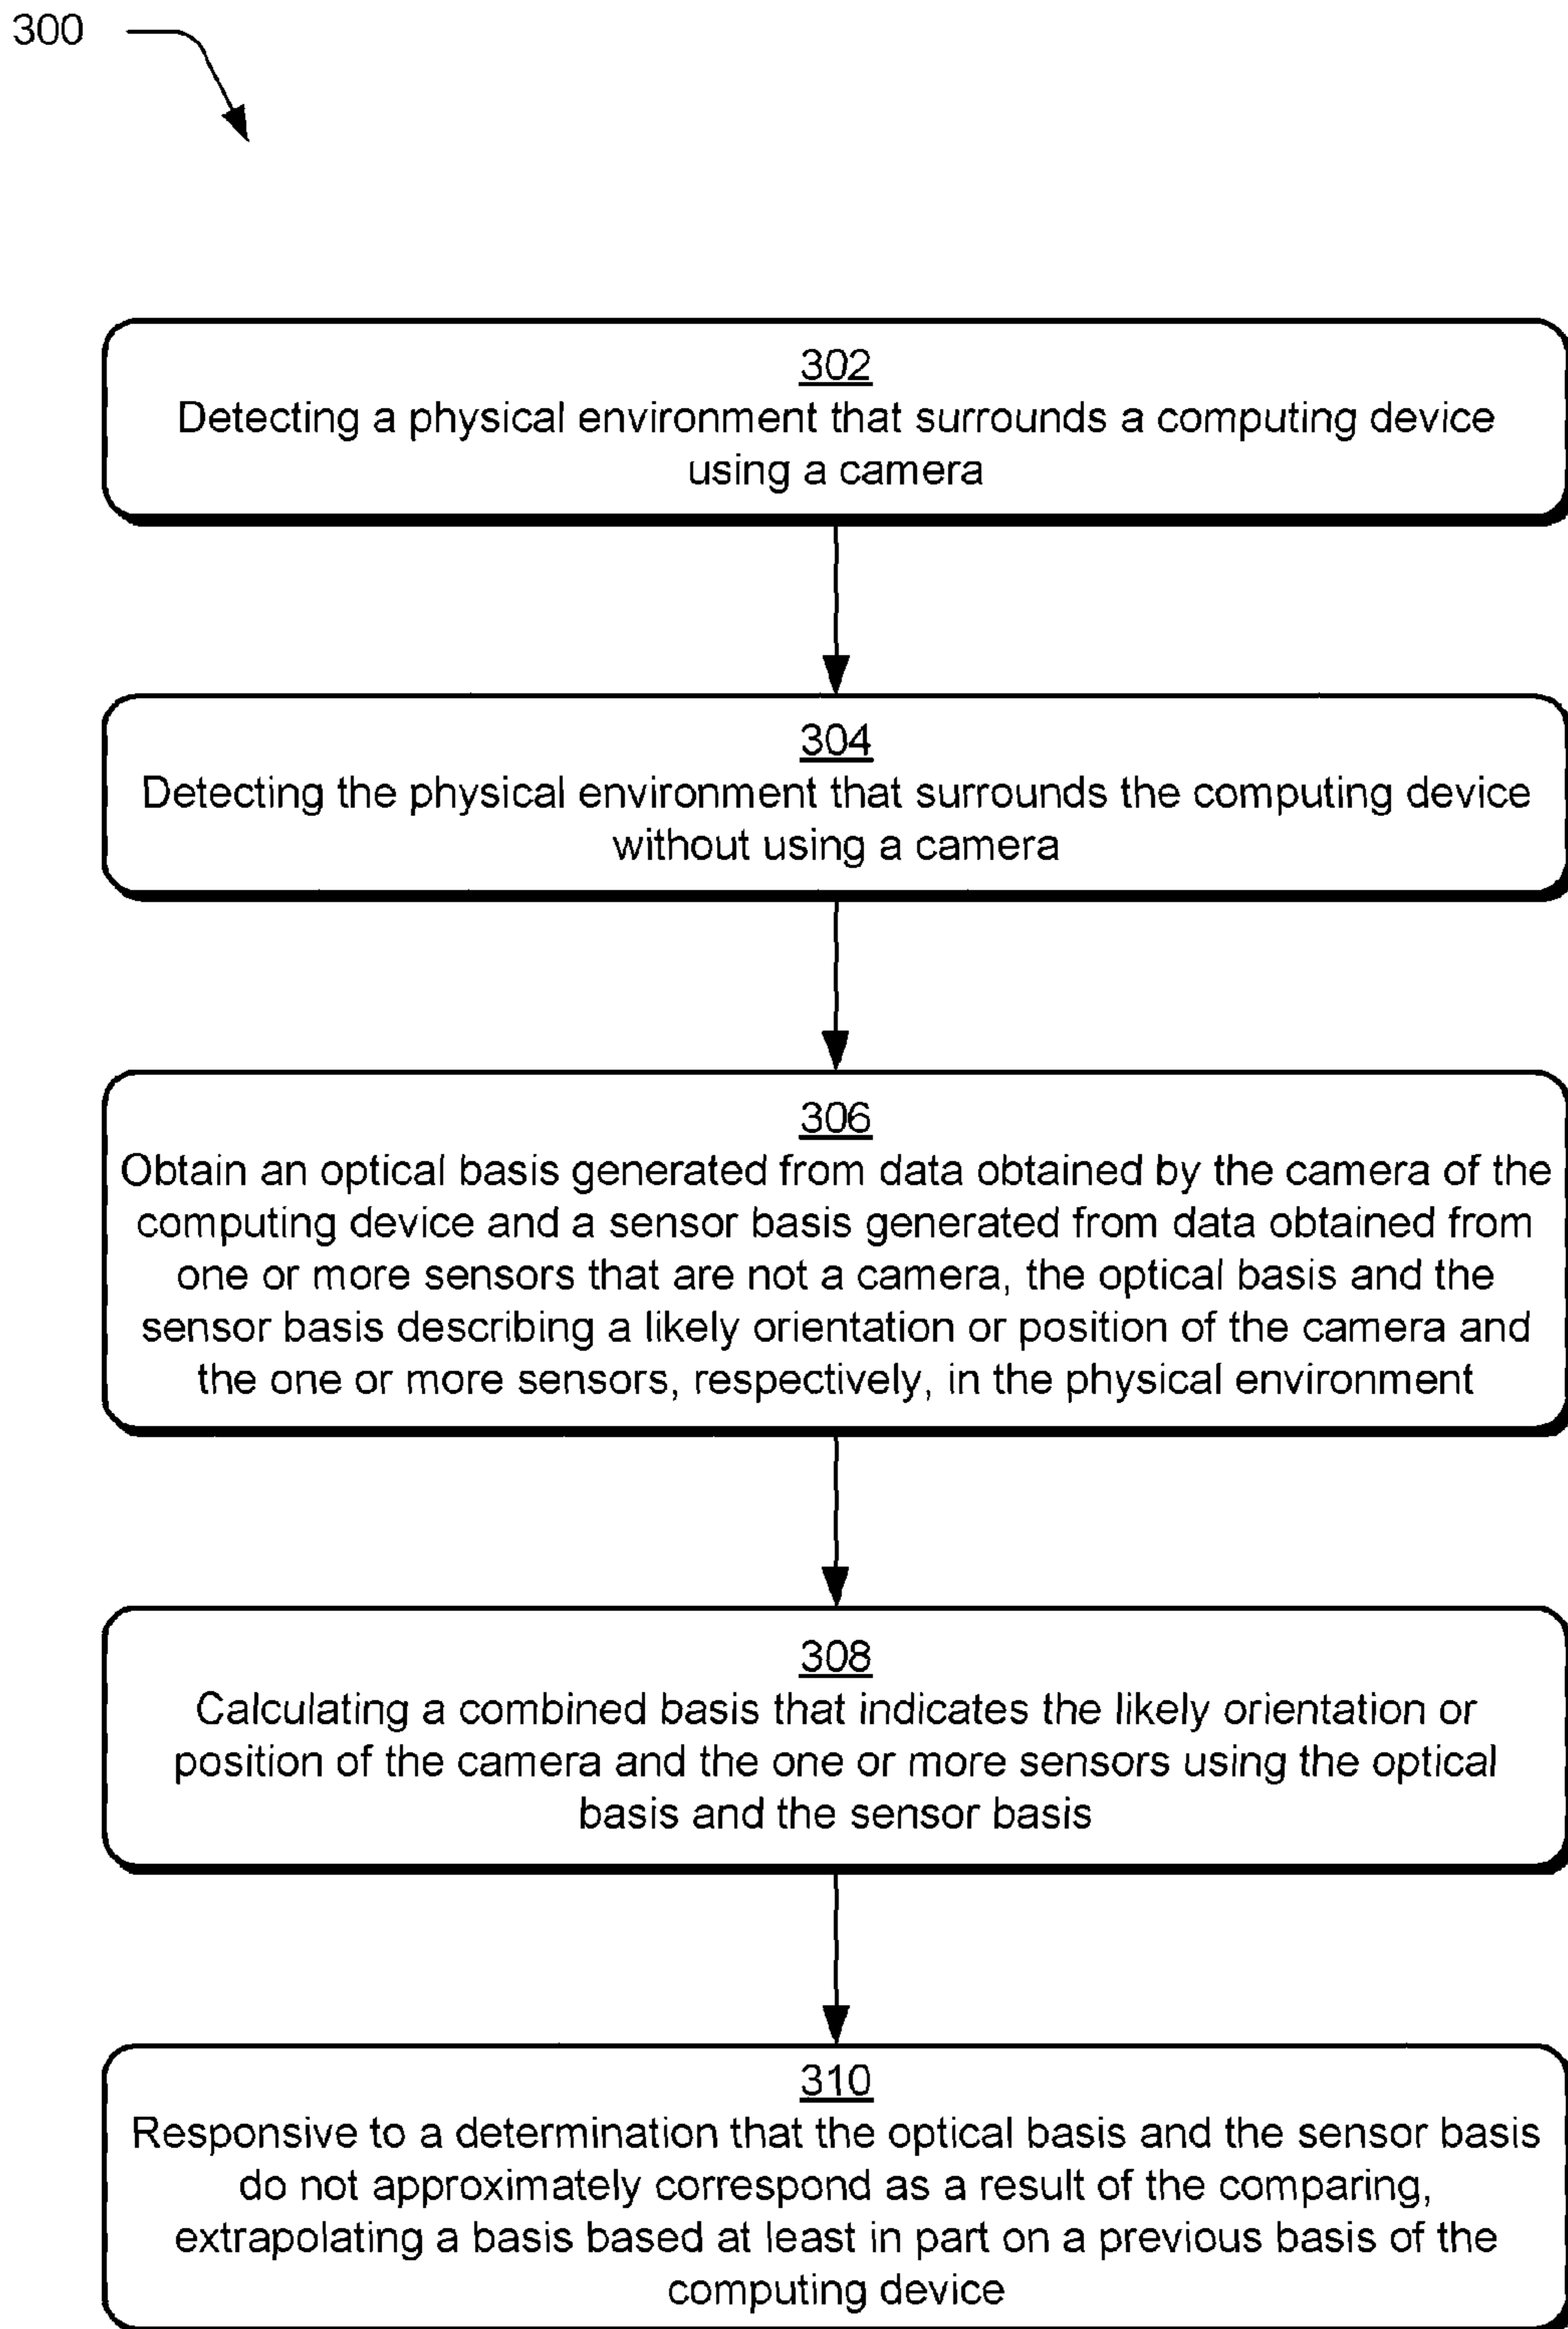 300
302
Detecting a physical environment that surrounds a computing device
using a camera
304
Detecting the physical environment that surrounds the computing device
without using a camera
306
Obtain an optical basis generated from data obtained by the camera of the
computing device and a sensor basis generated from data obtained from
one or more sensors that are not a camera, the optical basis and the
sensor basis describing a likely orientation or position of the camera and
the one or more sensors, respectively, in the physical environment
308
Calculating a combined basis that indicates the likely orientation or
position of the camera and the one or more sensors using the optical
basis and the sensor basis
310
Responsive to a determination that the optical basis and the sensor basis
do not approximately correspond as a result of the comparing,
extrapolating a basis based at least in part on a previous basis of the
computing device